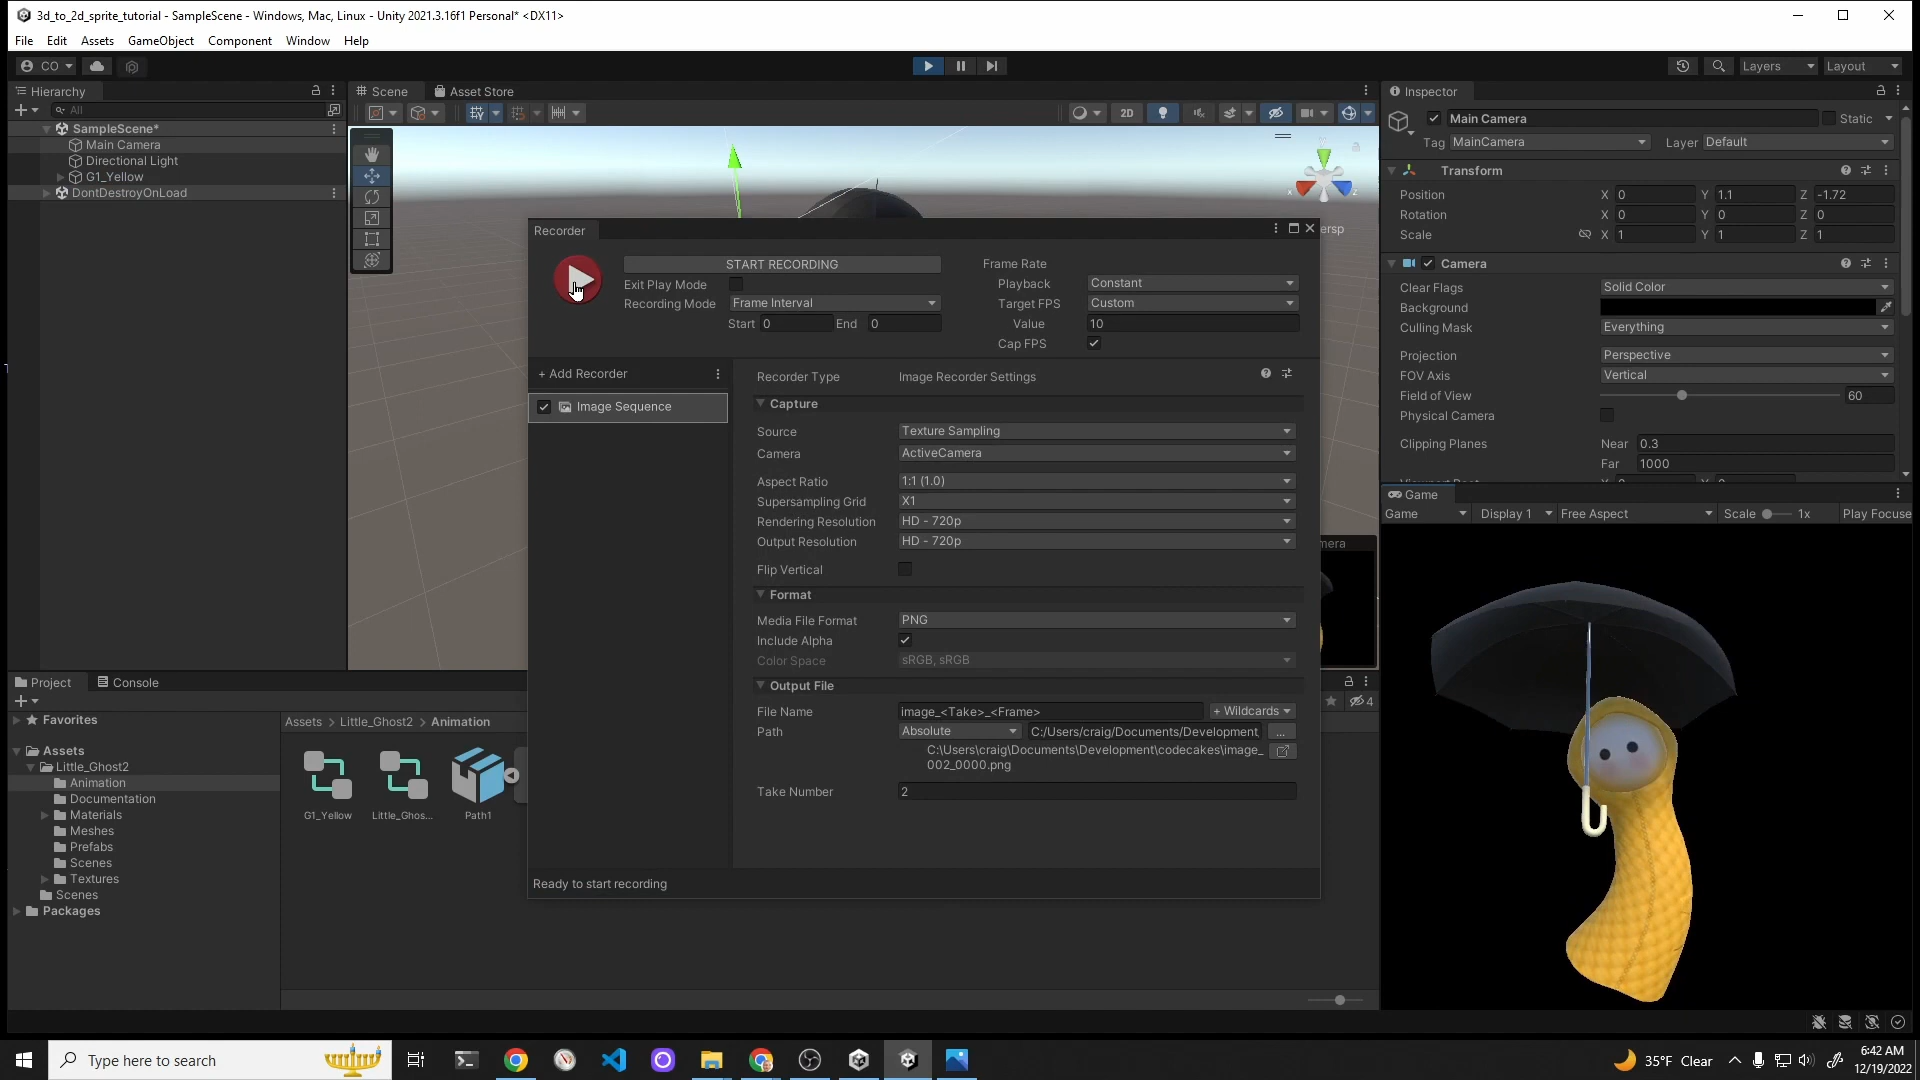 3d_to_2d_sprite_tutorial - SampleScene - Windows, Mac, Linux - Unity 2021.3.16f1 Personal* <DX11>
File Edit Assets GameObject Component Window Help
CO Layers Layout
Hierarchy
All
SampleScene*
Main Camera
Directional Light
G1_Yellow
DontDestroyOnLoad
Scene Asset Store
2D
Recorder
START RECORDING
Exit Play Mode
Recording Mode Frame Interval
Start 0 End 0
Frame Rate
Playback Constant
Target FPS Custom
Value 10
Cap FPS
+ Add Recorder
Image Sequence
Recorder Type Image Recorder Settings
Capture
Source Texture Sampling
Camera ActiveCamera
Aspect Ratio 1:1 (1.0)
Supersampling Grid X1
Rendering Resolution HD - 720p
Output Resolution HD - 720p
Flip Vertical
Format
Media File Format PNG
Include Alpha
Color Space sRGB, sRGB
Output File
File Name image_<Take>_<Frame> + Wildcards
Path Absolute C:/Users/craig/Documents/Development, ...
C:\Users\craig\Documents\Development\codecakes\image_
002_0000.png
Take Number 2
Ready to start recording
Inspector
Main Camera Static
Tag MainCamera Layer Default
Transform
Position X 0 Y 1.1 Z -1.72
Rotation X 0 Y 0 Z 0
Scale X 1 Y 1 Z 1
Camera
Clear Flags Solid Color
Background
Culling Mask Everything
Projection Perspective
FOV Axis Vertical
Field of View 60
Physical Camera
Clipping Planes Near 0.3
Far 1000
Game
Game Display 1 Free Aspect Scale 1x Play Focuse
Project Console
4
Favorites
Assets
Little_Ghost2
Animation
Documentation
Materials
Meshes
Prefabs
Scenes
Textures
Scenes
Packages
Assets > Little_Ghost2 > Animation
G1_Yellow Little_Ghos... Path1
Type here to search
35°F Clear
6:42 AM
12/19/2022